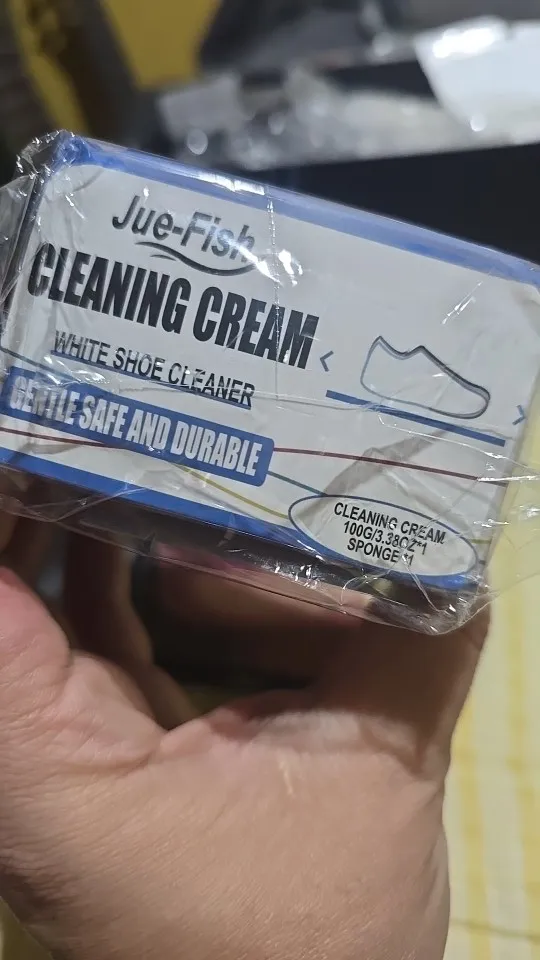 Jue-Fish
CLEANING CREAM
WHITE SHOE CLEANER
GENTLE SAFE AND DURABLE
CLEANING CREAM
100G/3.38OZ*1
SPONGE*1